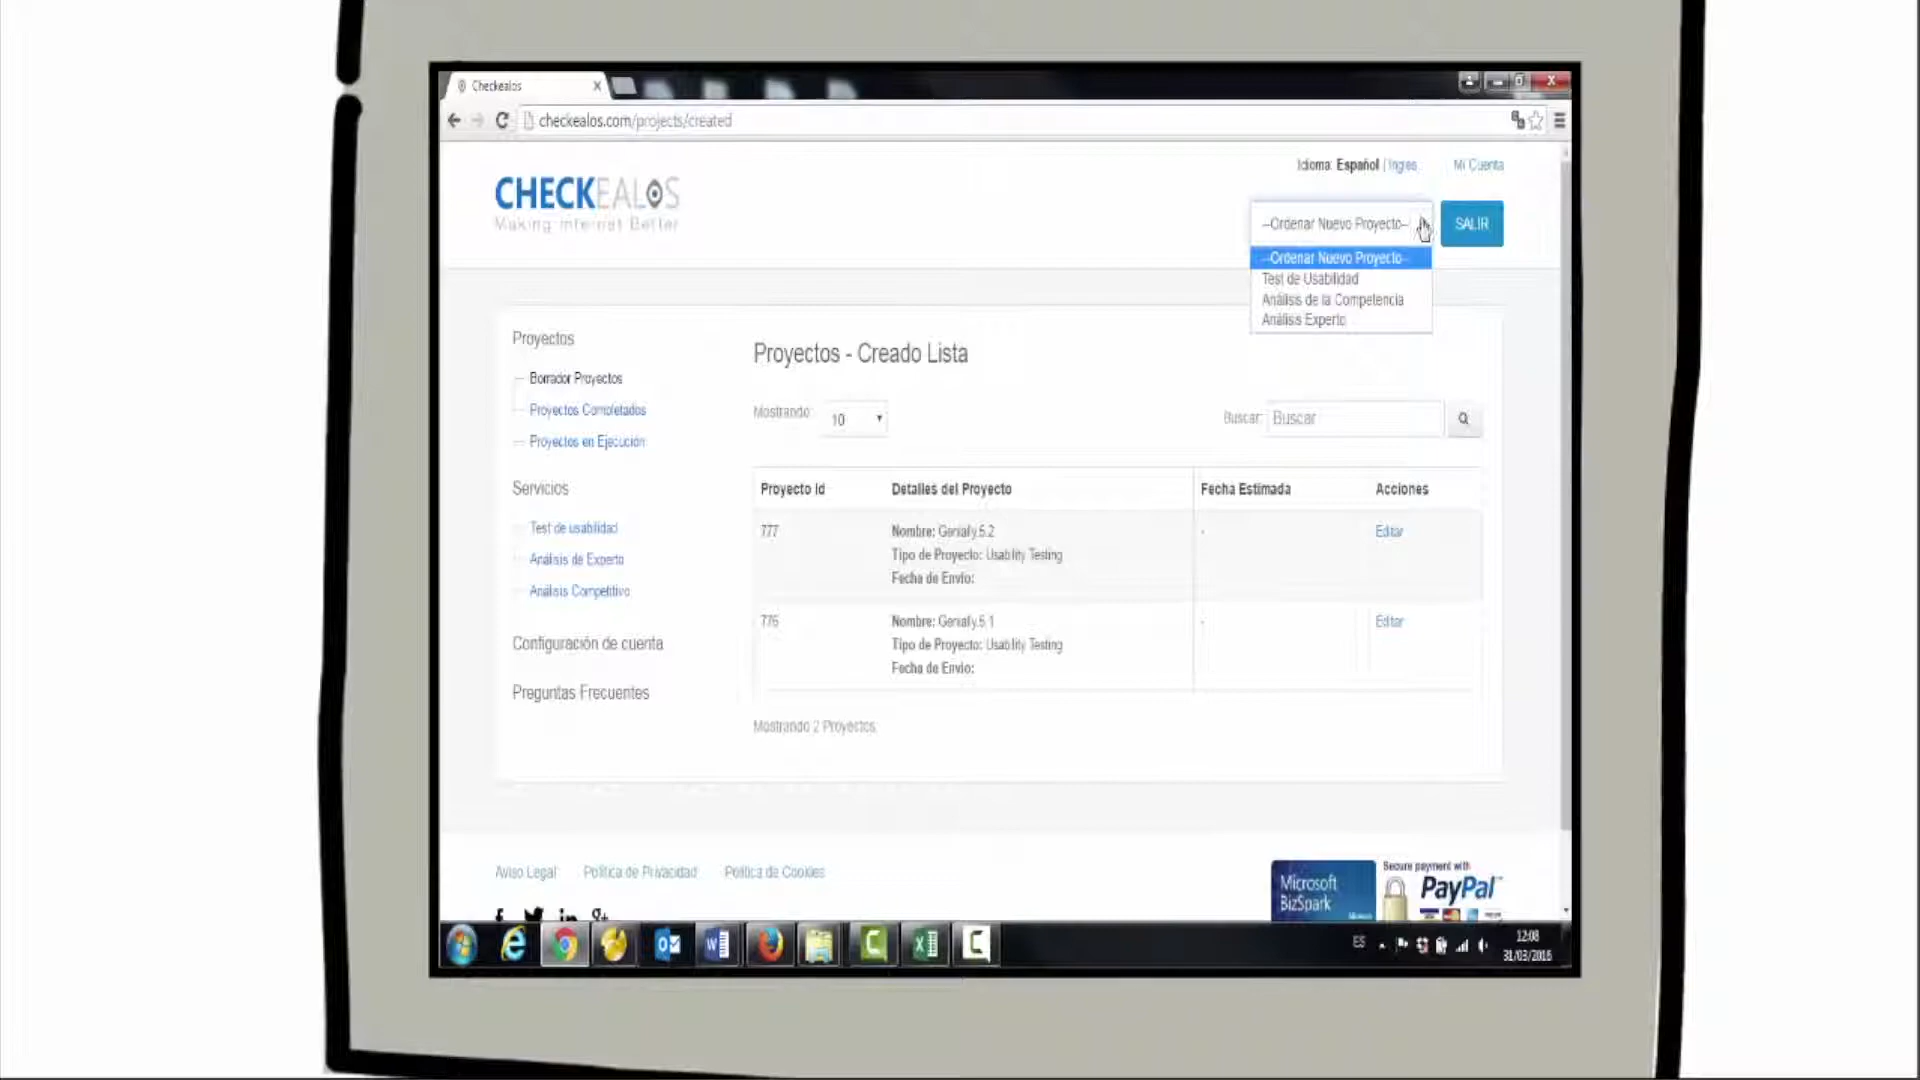 Checkealos
checkealos.com/projects/created
Idioma: Español | Ingles
Mi Cuenta
CHECKEALOS
Making Internet Better
--Ordenar Nuevo Proyecto--
SALIR
--Ordenar Nuevo Proyecto--
Test de Usabilidad
Análisis de la Competencia
Análisis Experto
Proyectos
Borrador Proyectos
Proyectos Completados
Proyectos en Ejecución
Servicios
Test de usabilidad
Análisis de Experto
Análisis Competitivo
Configuración de cuenta
Preguntas Frecuentes
Proyectos - Creado Lista
Mostrando: 10
Buscar: Buscar
Proyecto Id Detalles del Proyecto Fecha Estimada Acciones
777 Nombre: Genially.5.2 - Editar
Tipo de Proyecto: Usability Testing
Fecha de Envío:
776 Nombre: Genially.5.1 - Editar
Tipo de Proyecto: Usability Testing
Fecha de Envío:
Mostrando 2 Proyectos.
Aviso Legal Política de Privacidad Política de Cookies
Microsoft
BizSpark
Secure payment with
PayPal
ES
12:08
31/03/2016